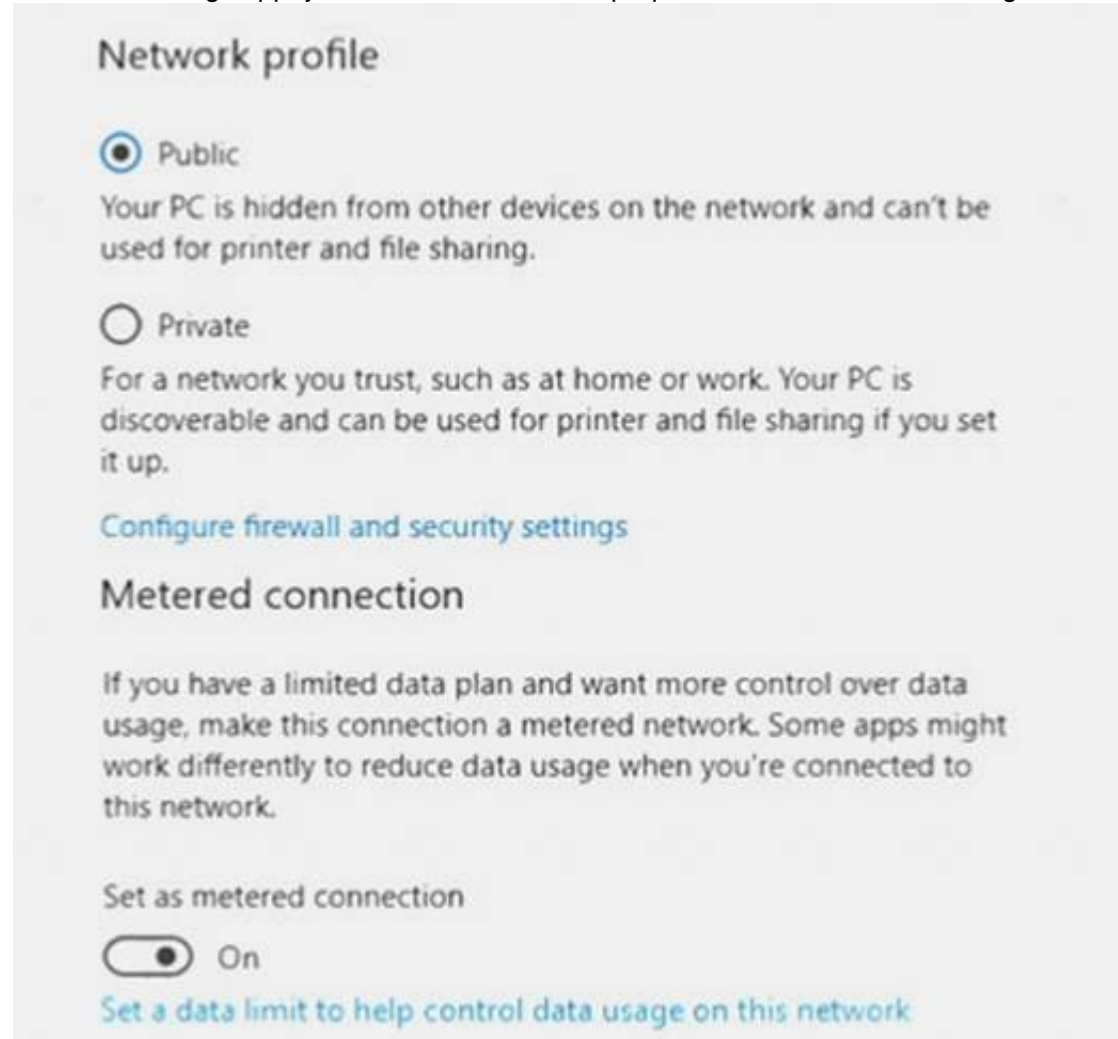 Network profile
Public
Your PC is hidden from other devices on the network and can't be
used for printer and file sharing.
Private
For a network you trust, such as at home or work. Your PC is
discoverable and can be used for printer and file sharing if you set
it up.
Configure firewall and security settings
Metered connection
If you have a limited data plan and want more control over data
usage, make this connection a metered network. Some apps might
work differently to reduce data usage when you're connected to
this network.
Set as metered connection
On
Set a data limit to help control data usage on this network